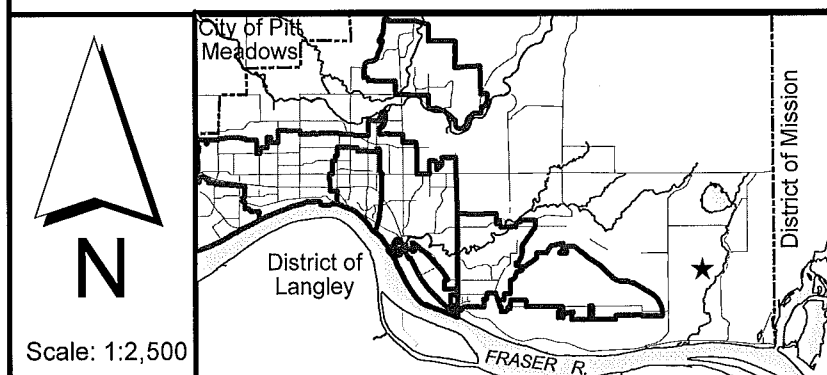 N
Scale: 1:2,500
City of Pitt
Meadows
District of
Langley
FRASER R.
District of Mission